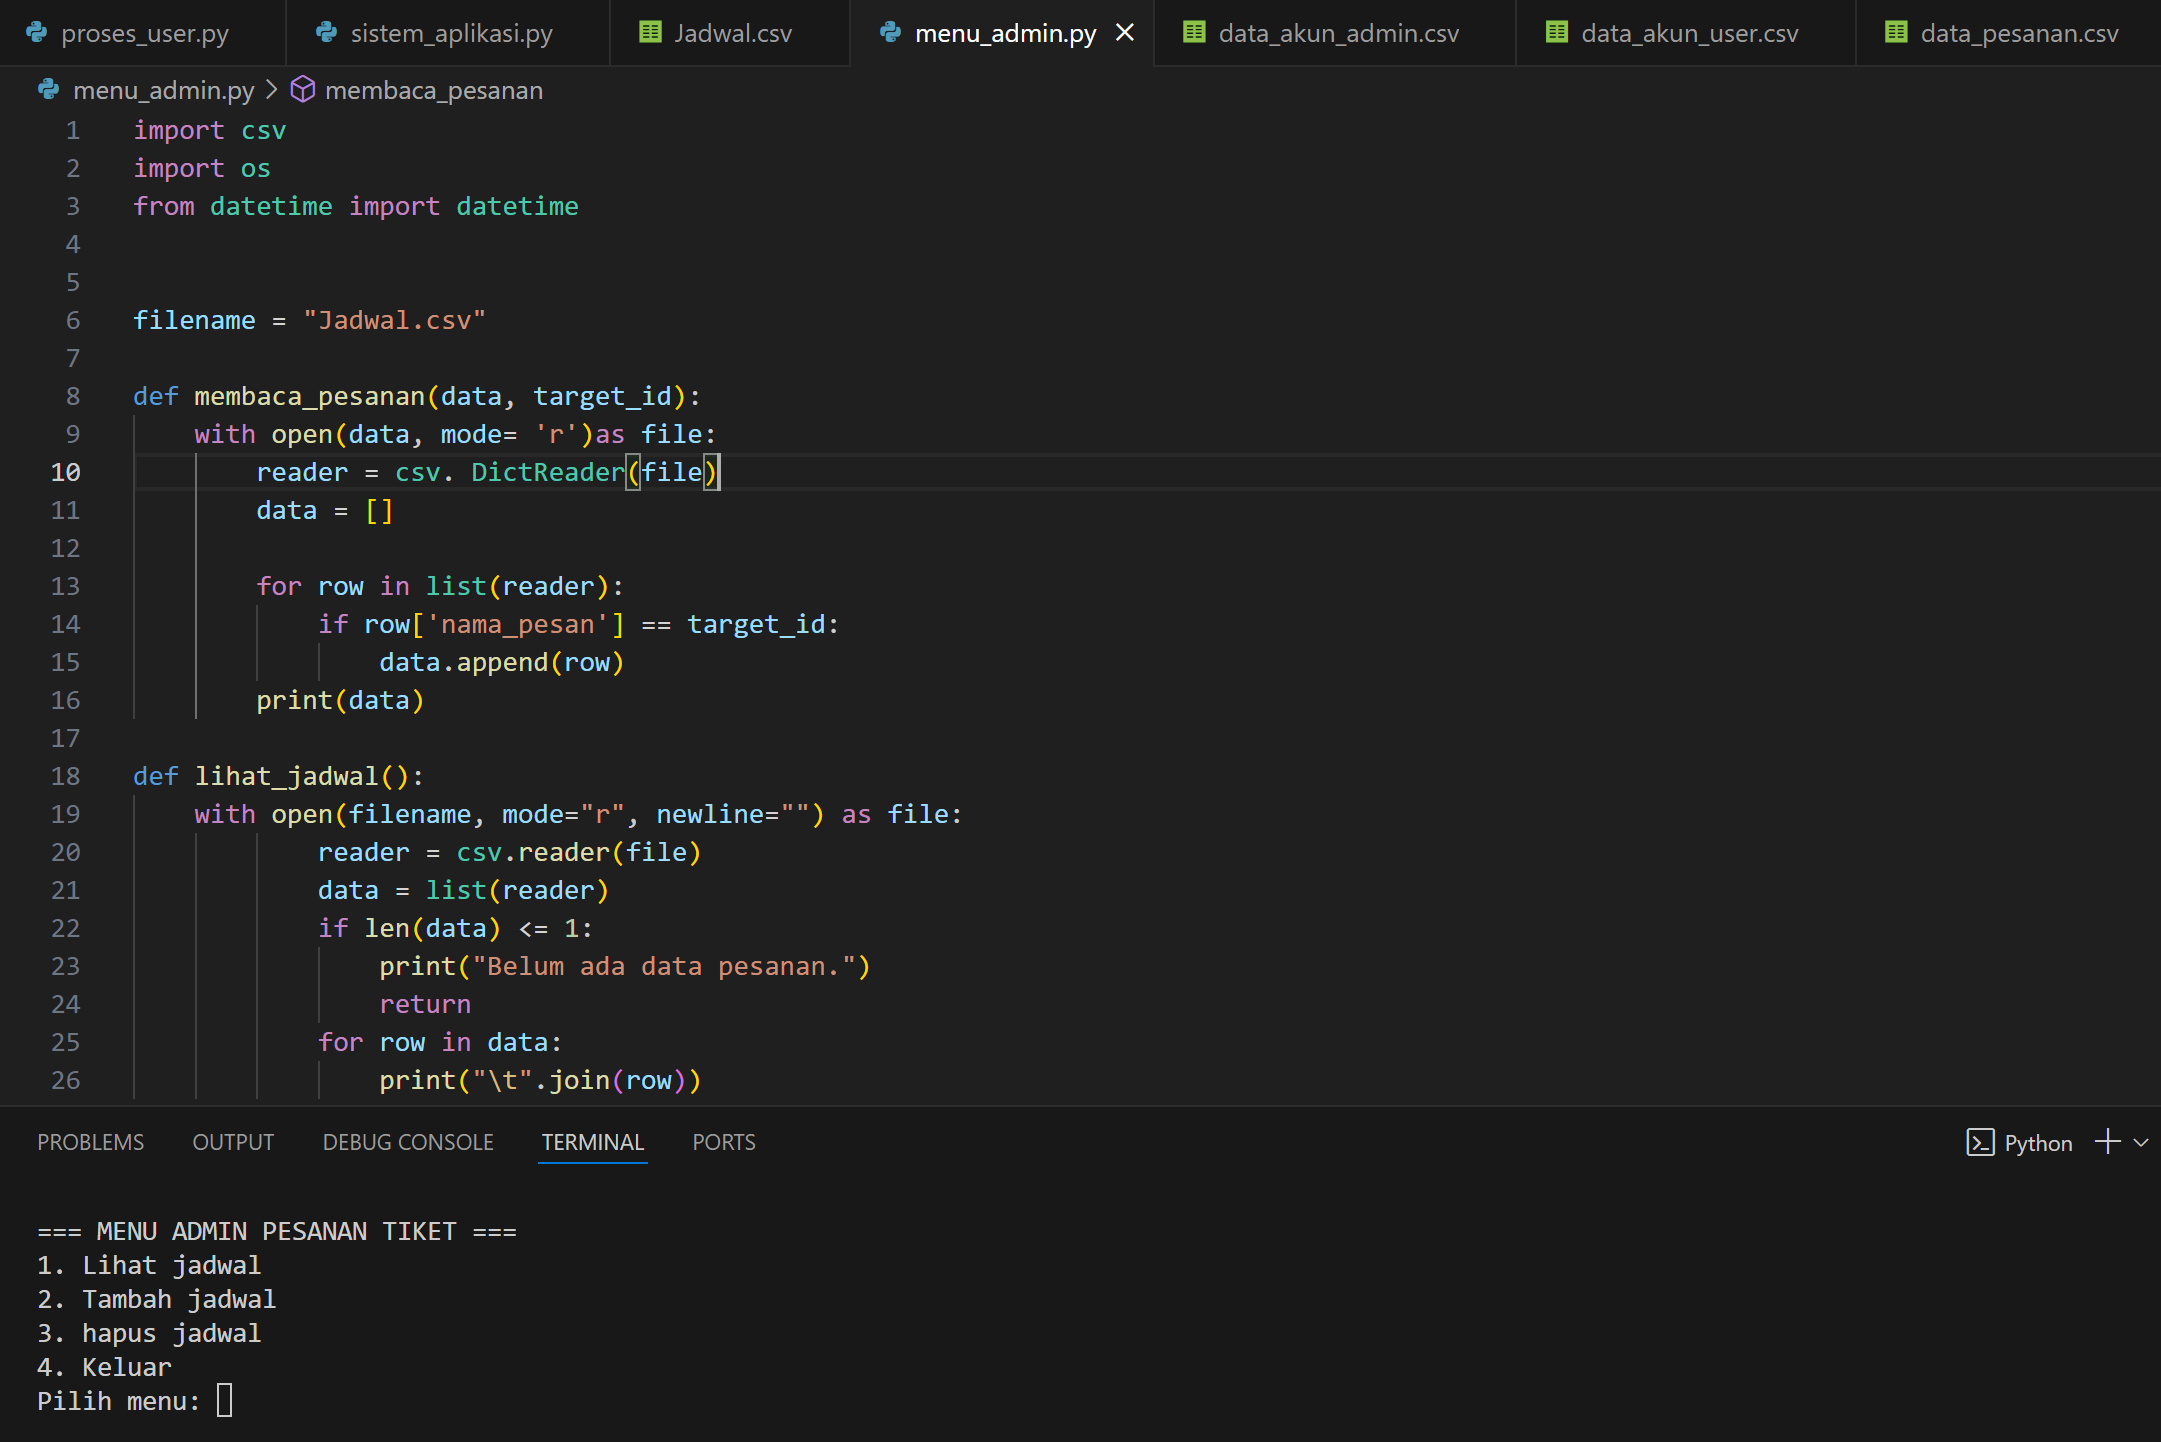 proses_user.py sistem_aplikasi.py Jadwal.csv menu_admin.py data_akun_admin.csv data_akun_user.csv data_pesanan.csv
menu_admin.py > membaca_pesanan
1 import csv
2 import os
3 from datetime import datetime
4
5
6 filename = "Jadwal.csv"
7
8 def membaca_pesanan(data, target_id):
9     with open(data, mode= 'r')as file:
10         reader = csv. DictReader(file)
11         data = []
12
13         for row in list(reader):
14             if row['nama_pesan'] == target_id:
15                 data.append(row)
16         print(data)
17
18 def lihat_jadwal():
19     with open(filename, mode="r", newline="") as file:
20             reader = csv.reader(file)
21             data = list(reader)
22             if len(data) <= 1:
23                 print("Belum ada data pesanan.")
24                 return
25             for row in data:
26                 print("\t".join(row))
PROBLEMS OUTPUT DEBUG CONSOLE TERMINAL PORTS Python
=== MENU ADMIN PESANAN TIKET ===
1. Lihat jadwal
2. Tambah jadwal
3. hapus jadwal
4. Keluar
Pilih menu: